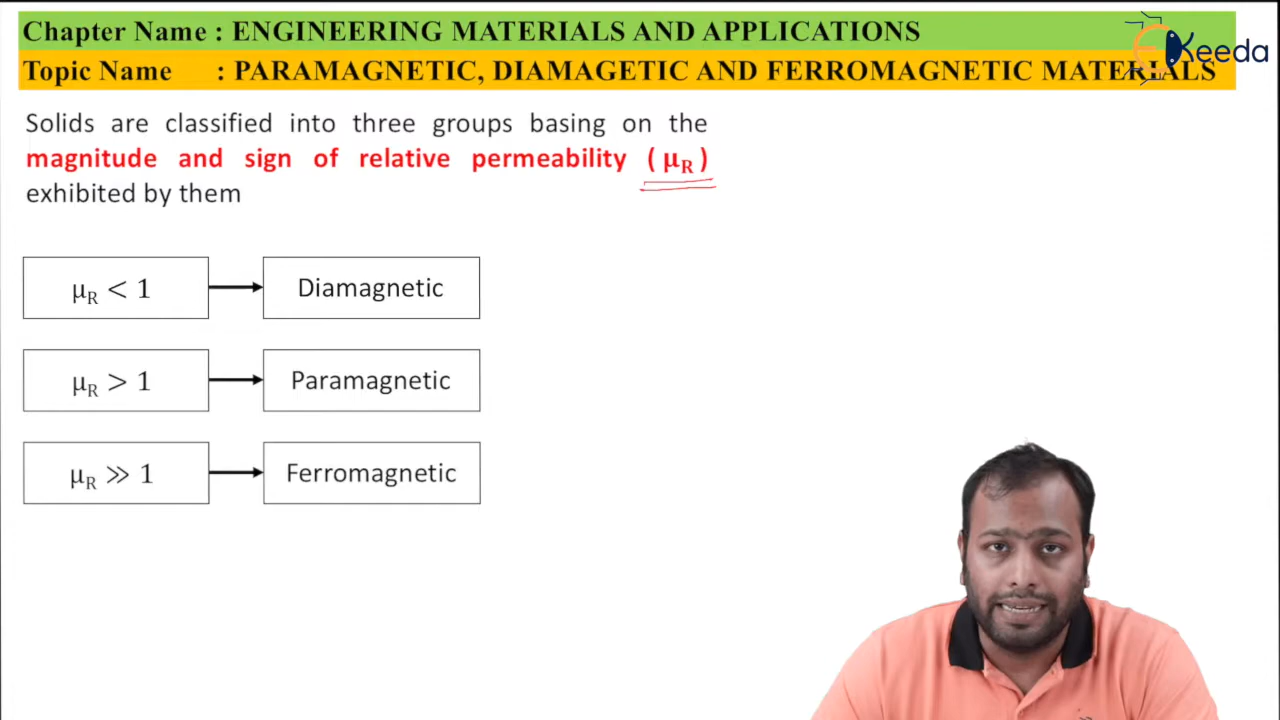 Chapter Name : ENGINEERING MATERIALS AND APPLICATIONS
Topic Name : PARAMAGNETIC, DIAMAGETIC AND FERROMAGNETIC MATERIALS
Keeda
Solids are classified into three groups basing on the
magnitude and sign of relative permeability ( μR )
exhibited by them
μR < 1 Diamagnetic
μR > 1 Paramagnetic
μR ≫ 1 Ferromagnetic